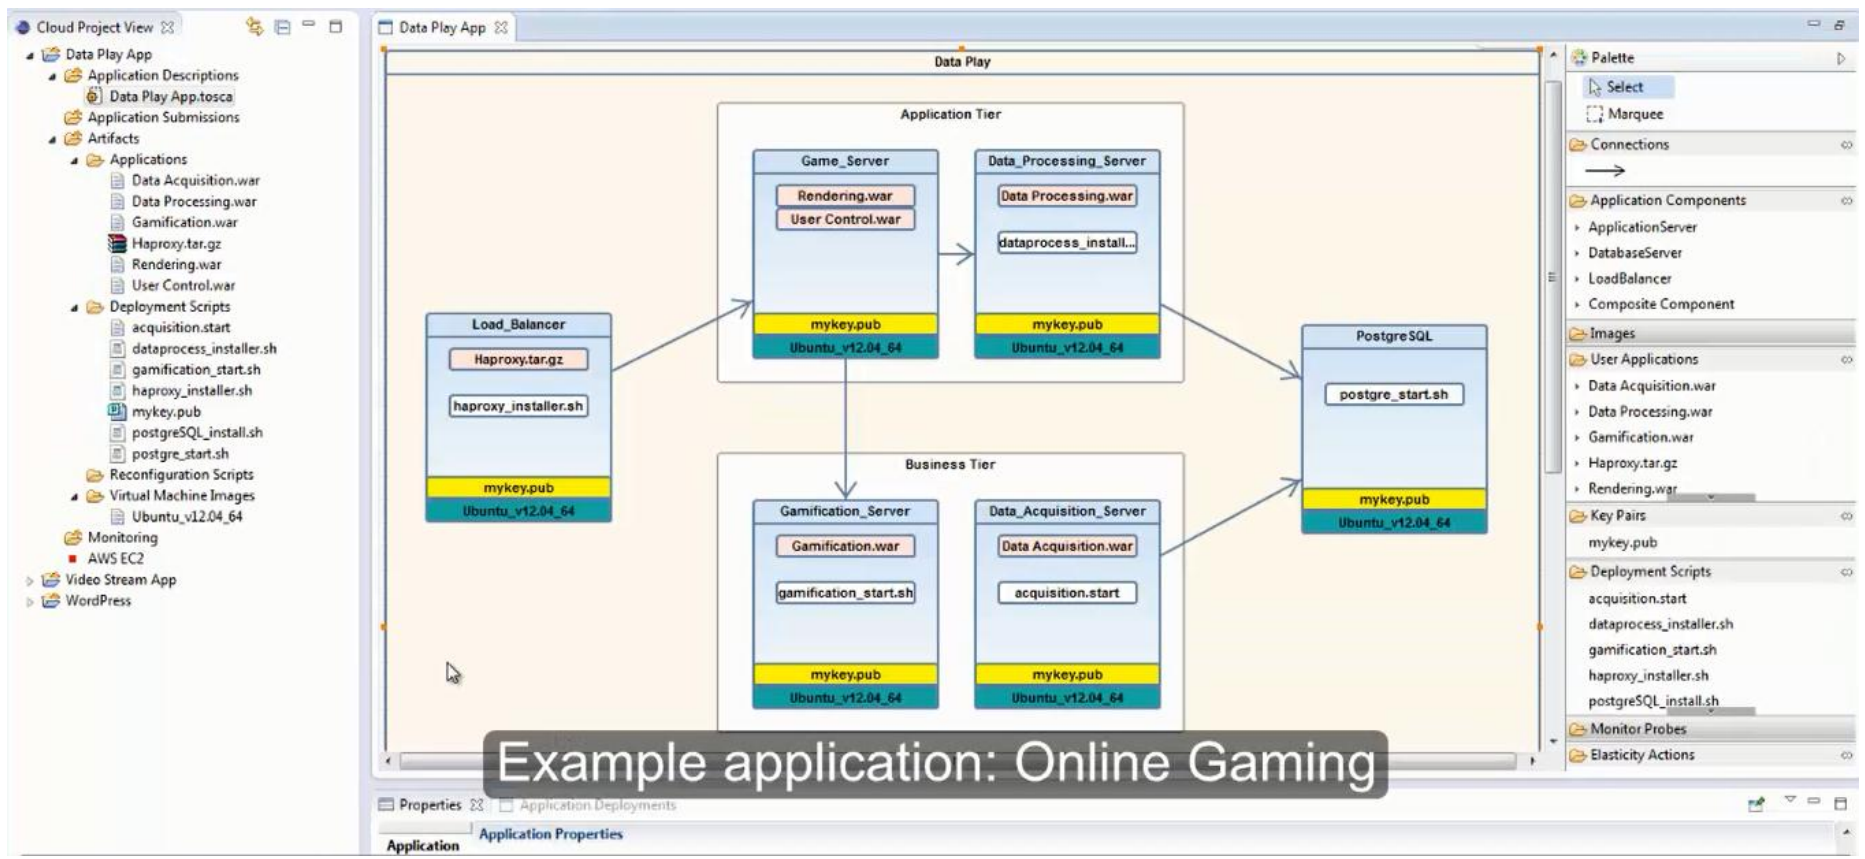 Cloud Project View
Data Play App
Application Descriptions
Data Play App.tosca
Application Submissions
Artifacts
Applications
Data Acquisition.war
Data Processing.war
Gamification.war
Haproxy.tar.gz
Rendering.war
User Control.war
Deployment Scripts
acquisition.start
dataprocess_installer.sh
gamification_start.sh
haproxy_installer.sh
mykey.pub
postgreSQL_install.sh
postgre_start.sh
Reconfiguration Scripts
Virtual Machine Images
Ubuntu_v12.04_64
Monitoring
AWS EC2
Video Stream App
WordPress
Data Play App
Data Play
Application Tier
Game_Server
Rendering.war
User Control.war
mykey.pub
Ubuntu_v12.04_64
Data_Processing_Server
Data Processing.war
dataprocess_install...
mykey.pub
Ubuntu_v12.04_64
Load_Balancer
Haproxy.tar.gz
haproxy_installer.sh
mykey.pub
Ubuntu_v12.04_64
PostgreSQL
postgre_start.sh
mykey.pub
Ubuntu_v12.04_64
Business Tier
Gamification_Server
Gamification.war
gamification_start.sh
mykey.pub
Ubuntu_v12.04_64
Data_Acquisition_Server
Data Acquisition.war
acquisition.start
mykey.pub
Ubuntu_v12.04_64
Example application: Online Gaming
Palette
Select
Marquee
Connections
Application Components
ApplicationServer
DatabaseServer
LoadBalancer
Composite Component
Images
User Applications
Data Acquisition.war
Data Processing.war
Gamification.war
Haproxy.tar.gz
Rendering.war
Key Pairs
mykey.pub
Deployment Scripts
acquisition.start
dataprocess_installer.sh
gamification_start.sh
haproxy_installer.sh
postgreSQL_install.sh
Monitor Probes
Elasticity Actions
Properties
Application Deployments
Application Properties
Application